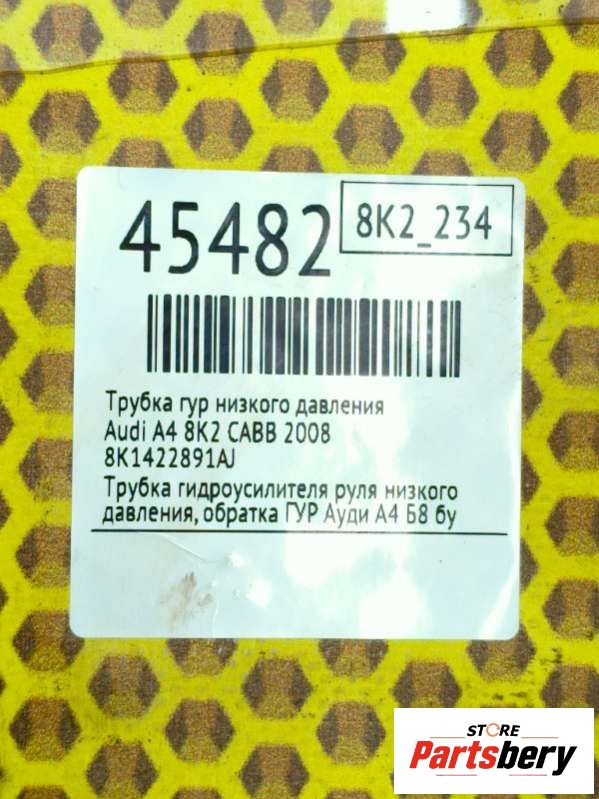 45482
8K2_234
Трубка гур низкого давления
Audi A4 8K2 CABB 2008
8K1422891AJ
Трубка гидроусилителя руля низкого
давления, обратка ГУР Ауди А4 Б8 бу
STORE
Partsbery